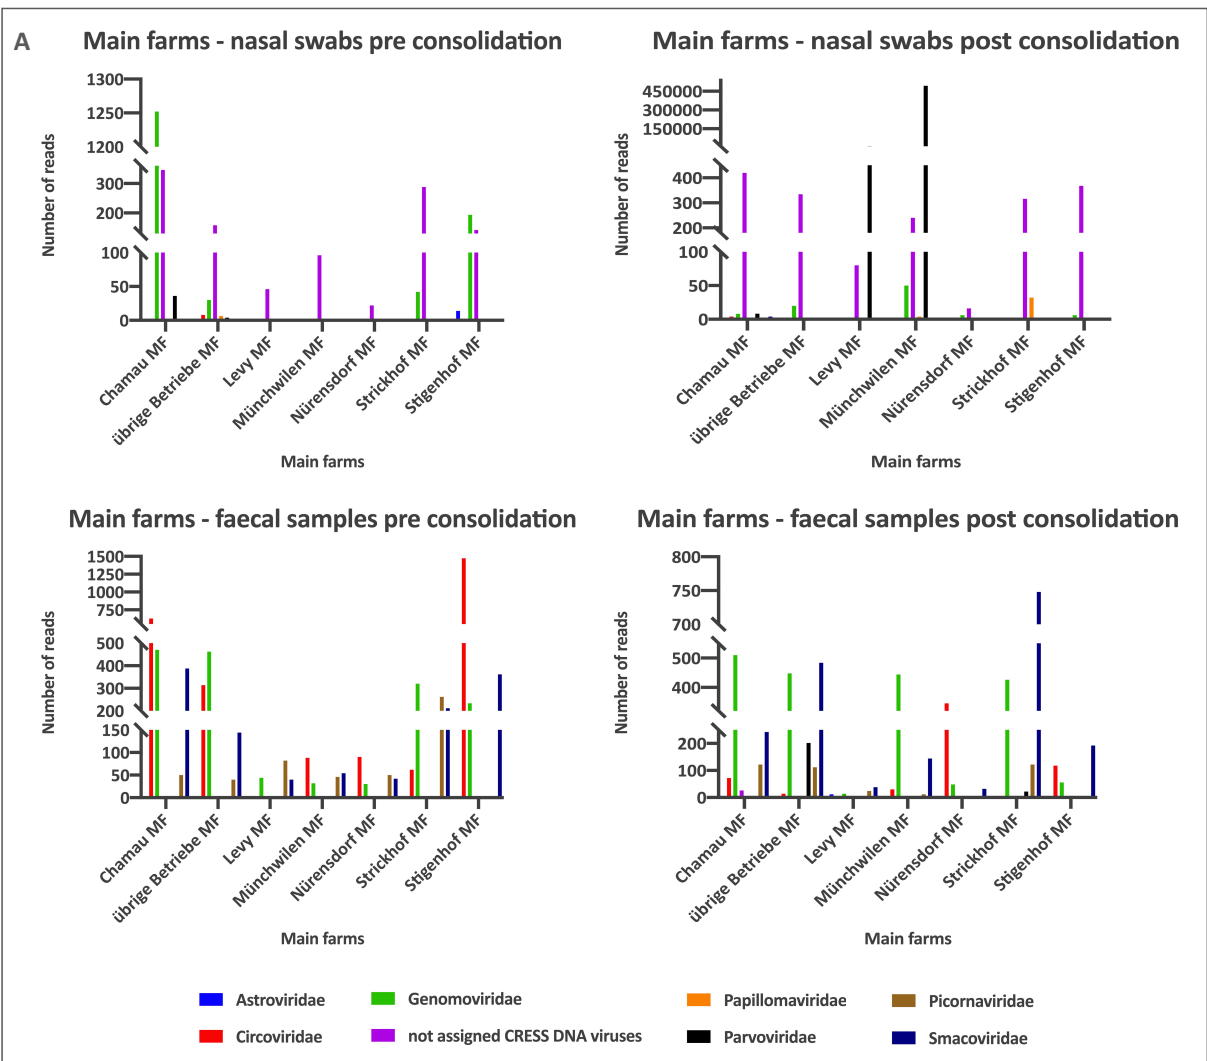 A
Main farms - nasal swabs pre consolidation
Number of reads
1300
1250
1200
300
200
100
50
0
Chamau MF
übrige Betriebe MF
Levy MF
Münchwilen MF
Nürensdorf MF
Strickhof MF
Stigenhof MF
Main farms
Main farms - nasal swabs post consolidation
Number of reads
450000
300000
150000
400
300
200
100
50
0
Chamau MF
übrige Betriebe MF
Levy MF
Münchwilen MF
Nürensdorf MF
Strickhof MF
Stigenhof MF
Main farms
Main farms - faecal samples pre consolidation
Number of reads
1500
1250
1000
750
500
400
300
200
150
100
50
0
Chamau MF
übrige Betriebe MF
Levy MF
Münchwilen MF
Nürensdorf MF
Strickhof MF
Stigenhof MF
Main farms
Main farms - faecal samples post consolidation
Number of reads
800
750
700
500
400
200
100
0
Chamau MF
übrige Betriebe MF
Levy MF
Münchwilen MF
Nürensdorf MF
Strickhof MF
Stigenhof MF
Main farms
Astroviridae
Genomoviridae
Papillomaviridae
Picornaviridae
Circoviridae
not assigned CRESS DNA viruses
Parvoviridae
Smacoviridae